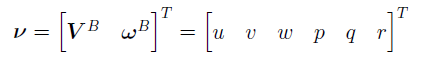 ν = [V^B ω^B]^T = [u v w p q r]^T